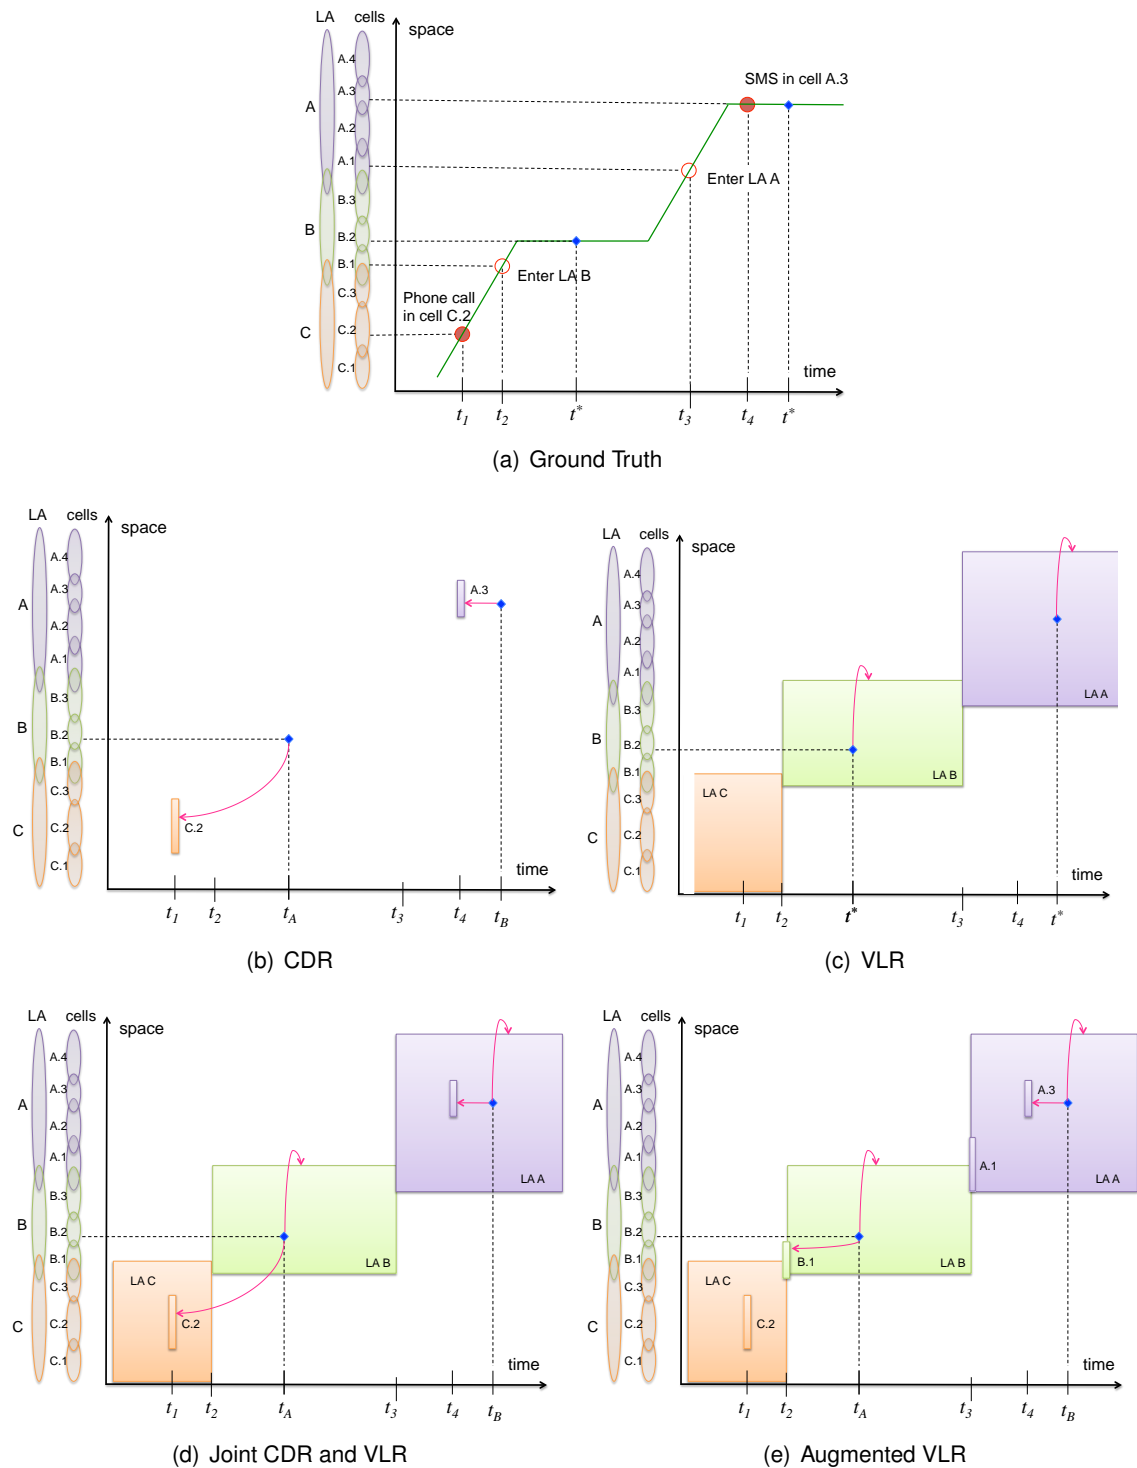 LA cells
space
A.4
SMS in cell A.3
A.3
A
A.2
A.1
Enter LA A
B.3
B
B.2
B.1
Enter LA B
C.3
Phone call
in cell C.2
C
C.2
C.1
time
t1 t2 t* t3 t4 t*
(a) Ground Truth
LA cells
space
A.4
A.3
A.3
A
A.2
A.1
B.3
B
B.2
B.1
C.3
C.2
C
C.2
C.1
time
t1 t2 tA t3 t4 tB
(b) CDR
LA cells
space
A.4
A.3
A
A.2
A.1
LA A
B.3
B
B.2
B.1
LA B
LA C
C.3
C
C.2
C.1
time
t1 t2 t* t3 t4 t*
(c) VLR
LA cells
space
A.4
A.3
A
A.2
A.1
LA A
B.3
B
B.2
B.1
LA B
LA C
C.3
C.2
C
C.2
C.1
time
t1 t2 tA t3 t4 tB
(d) Joint CDR and VLR
LA cells
space
A.4
A.3
A.3
A
A.2
A.1
A.1
LA A
B.3
B
B.2
B.1
B.1
LA B
LA C
C.3
C
C.2
C.2
C.1
time
t1 t2 tA t3 t4 tB
(e) Augmented VLR